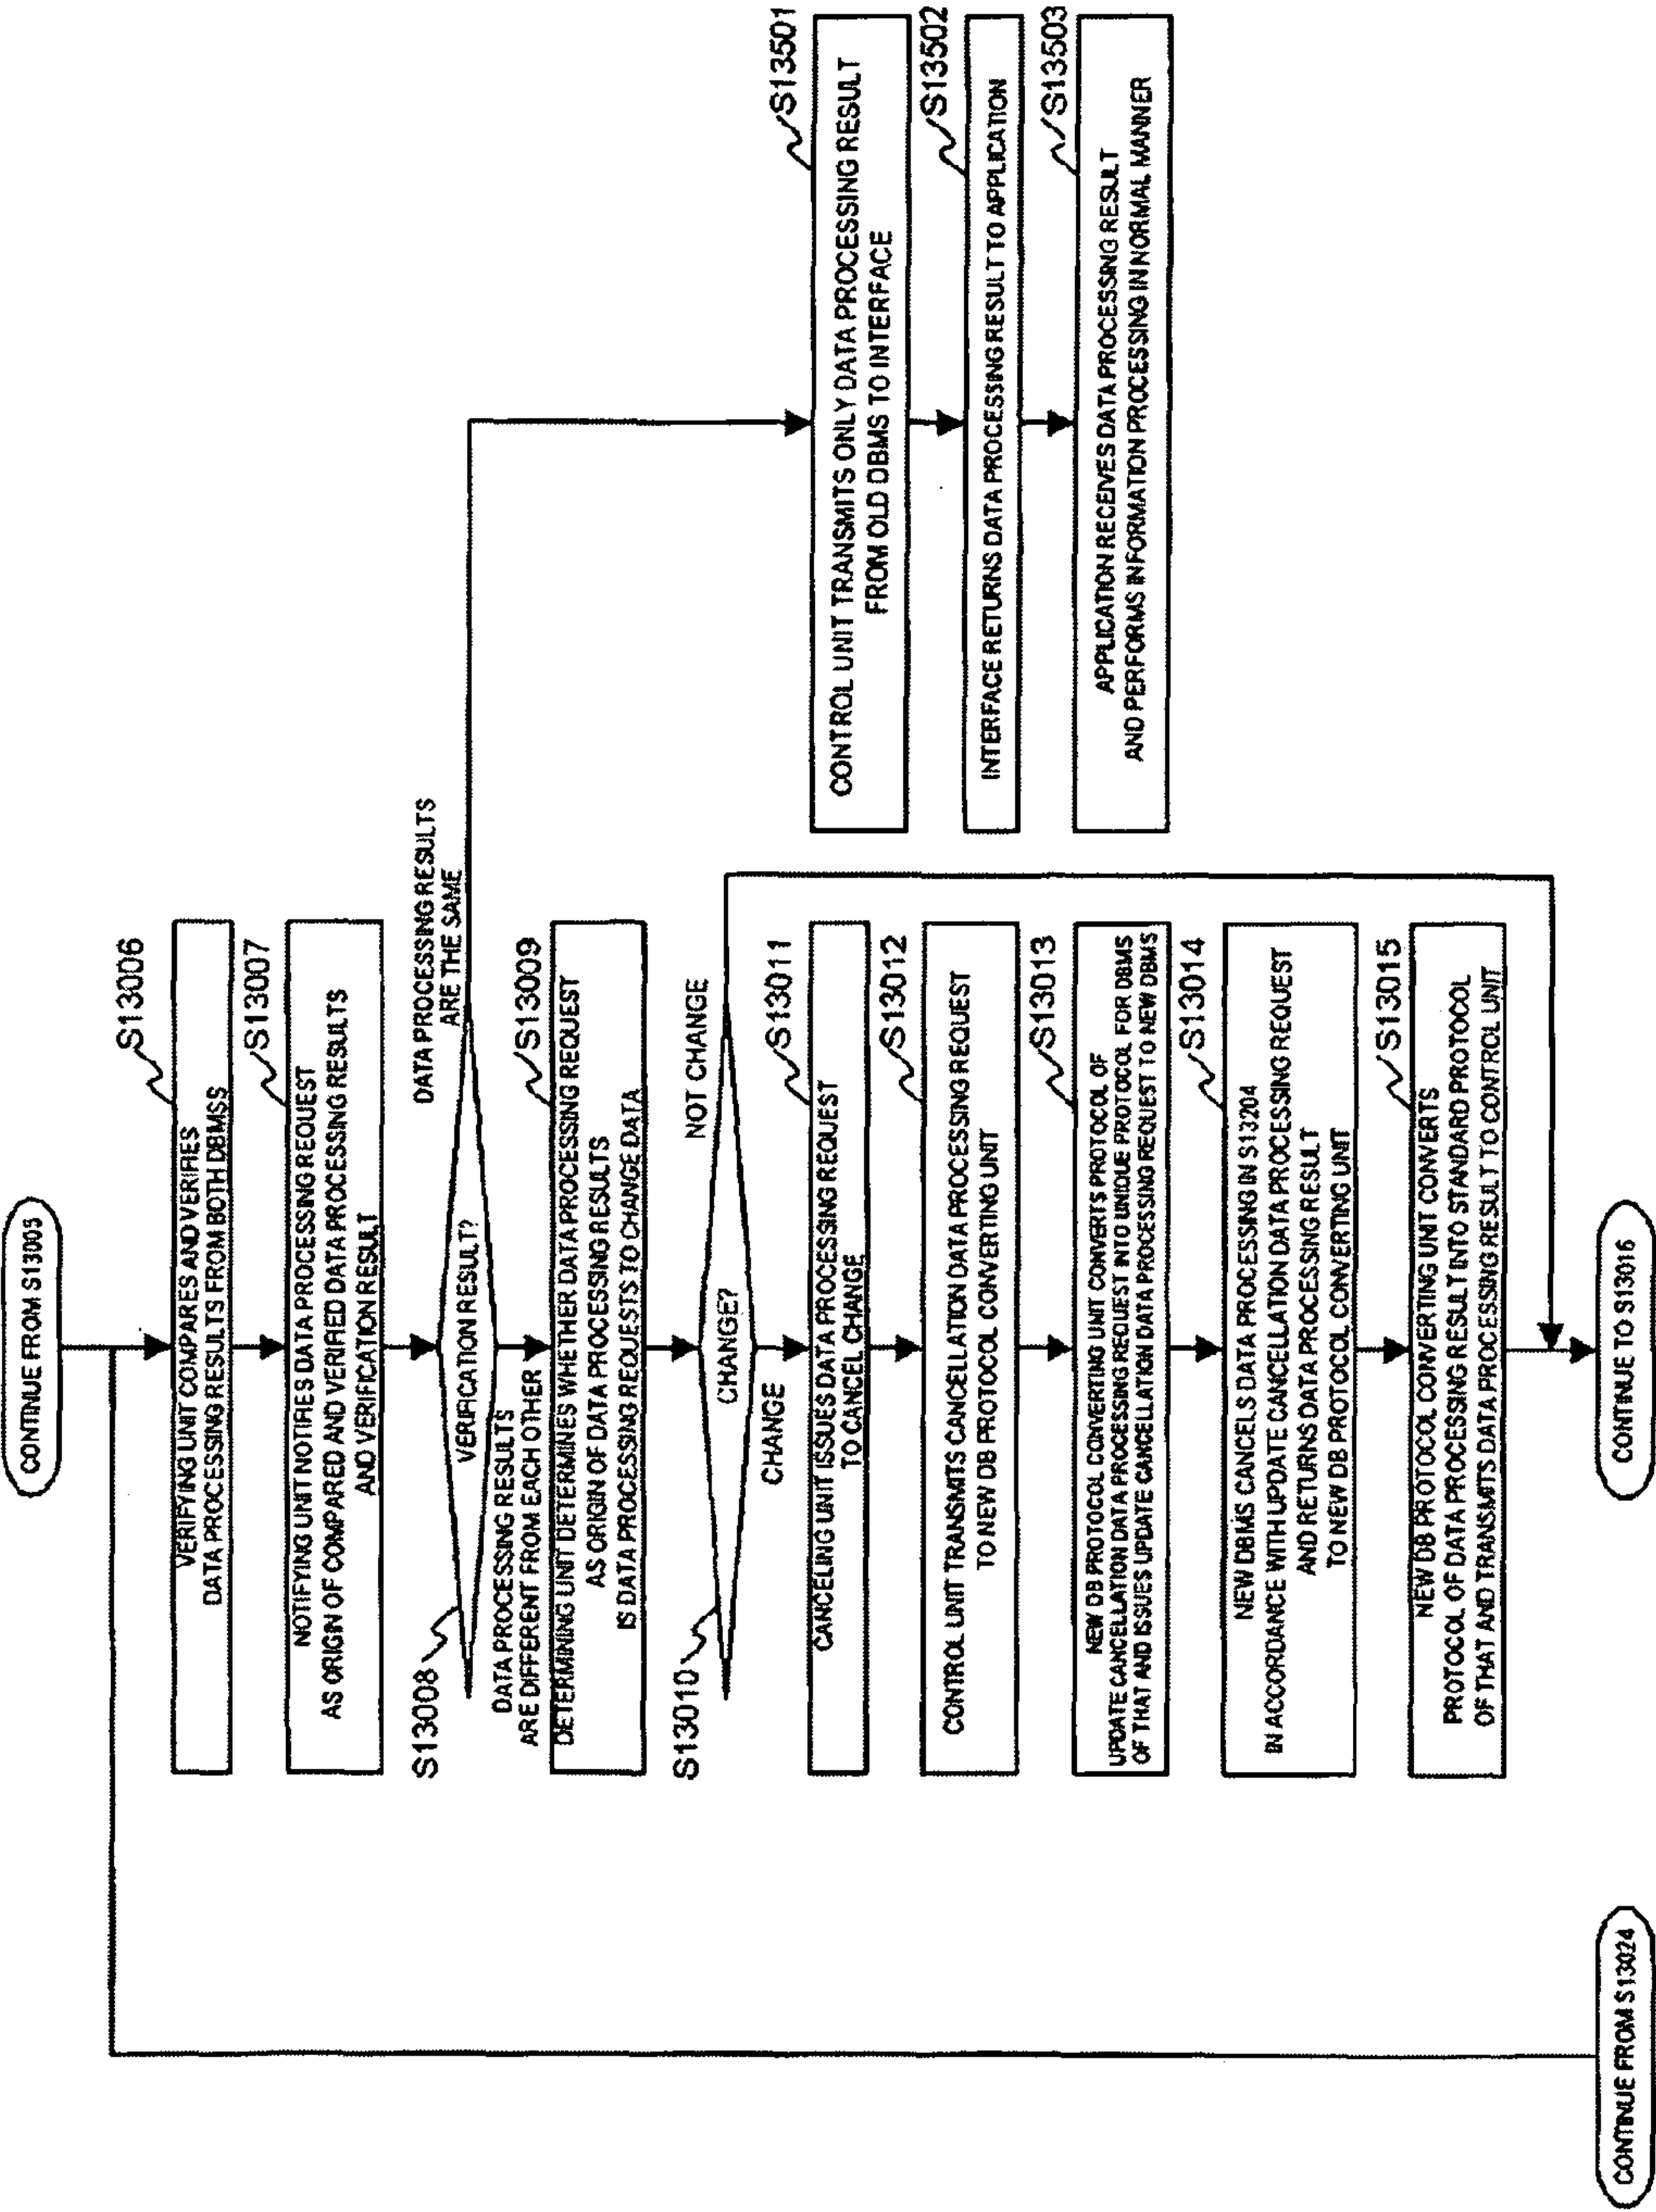 CONTINUE FROM S13005
S13006
VERIFYING UNIT COMPARES AND VERIFIES
DATA PROCESSING RESULTS FROM BOTH DBMSS
S13007
NOTIFYING UNIT NOTIFIES DATA PROCESSING REQUEST
AS ORIGIN OF COMPARED AND VERIFIED DATA PROCESSING RESULTS
AND VERIFICATION RESULT
S13008
VERIFICATION RESULT?
DATA PROCESSING RESULTS
ARE THE SAME
DATA PROCESSING RESULTS
ARE DIFFERENT FROM EACH OTHER
S13009
DETERMINING UNIT DETERMINES WHETHER DATA PROCESSING REQUEST
AS ORIGIN OF DATA PROCESSING RESULTS
IS DATA PROCESSING REQUESTS TO CHANGE DATA
S13010
CHANGE?
NOT CHANGE
CHANGE
S13011
CANCELING UNIT ISSUES DATA PROCESSING REQUEST
TO CANCEL CHANGE
S13012
CONTROL UNIT TRANSMITS CANCELLATION DATA PROCESSING REQUEST
TO NEW DB PROTOCOL CONVERTING UNIT
S13013
NEW DB PROTOCOL CONVERTING UNIT CONVERTS PROTOCOL OF
UPDATE CANCELLATION DATA PROCESSING REQUEST INTO UNIQUE PROTOCOL FOR DBMS
OF THAT AND ISSUES UPDATE CANCELLATION DATA PROCESSING REQUEST TO NEW DBMS
S13014
NEW DBMS CANCELS DATA PROCESSING IN S13204
IN ACCORDANCE WITH UPDATE CANCELLATION DATA PROCESSING REQUEST
AND RETURNS DATA PROCESSING RESULT
TO NEW DB PROTOCOL CONVERTING UNIT
S13015
NEW DB PROTOCOL CONVERTING UNIT CONVERTS
PROTOCOL OF DATA PROCESSING RESULT INTO STANDARD PROTOCOL
OF THAT AND TRANSMITS DATA PROCESSING RESULT TO CONTROL UNIT
CONTINUE TO S13016
CONTINUE FROM S13024
S13501
CONTROL UNIT TRANSMITS ONLY DATA PROCESSING RESULT
FROM OLD DBMS TO INTERFACE
S13502
INTERFACE RETURNS DATA PROCESSING RESULT TO APPLICATION
S13503
APPLICATION RECEIVES DATA PROCESSING RESULT
AND PERFORMS INFORMATION PROCESSING IN NORMAL MANNER